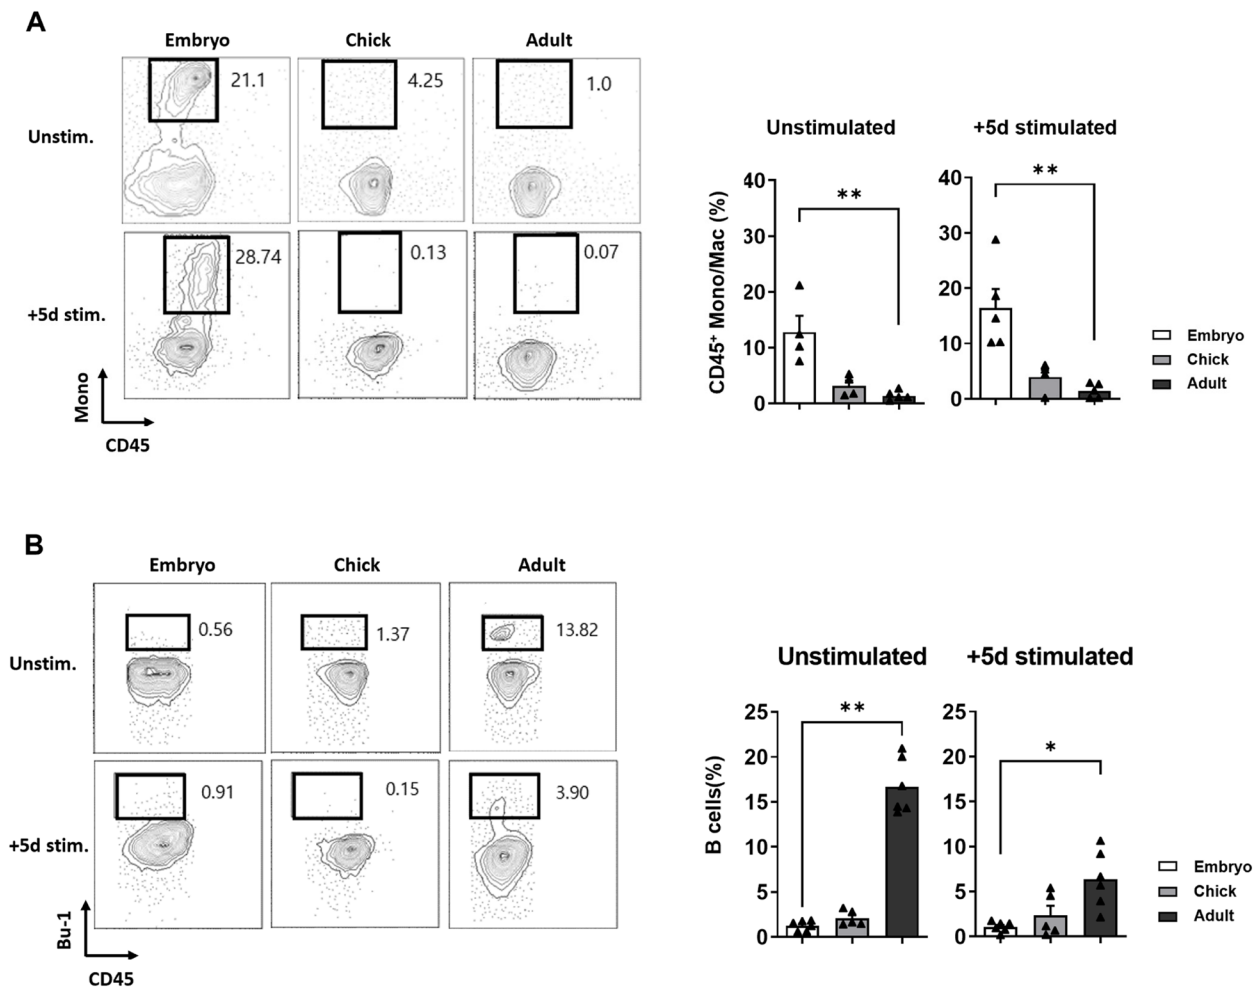 A
Embryo Chick Adult
Unstim.
21.1 4.25 1.0
+5d stim.
28.74 0.13 0.07
Mono
CD45
Unstimulated +5d stimulated
CD45+ Mono/Mac (%)
40
30
20
10
0
**
40
30
20
10
0
**
Embryo
Chick
Adult
B
Embryo Chick Adult
Unstim.
0.56 1.37 13.82
+5d stim.
0.91 0.15 3.90
Bu-1
CD45
Unstimulated +5d stimulated
B cells(%)
25
20
15
10
5
0
**
25
20
15
10
5
0
*
Embryo
Chick
Adult